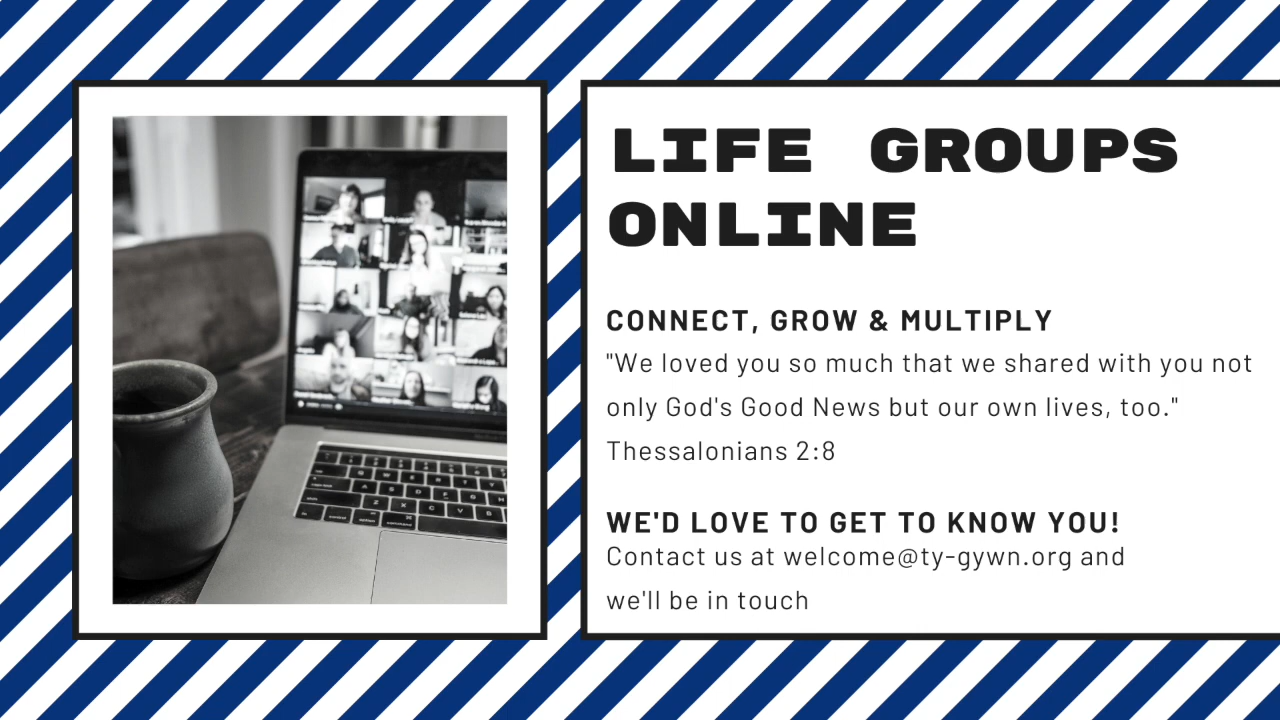 LIFE GROUPS
ONLINE
CONNECT, GROW & MULTIPLY
"We loved you so much that we shared with you not
only God's Good News but our own lives, too."
Thessalonians 2:8
WE'D LOVE TO GET TO KNOW YOU!
Contact us at welcome@ty-gywn.org and
we'll be in touch